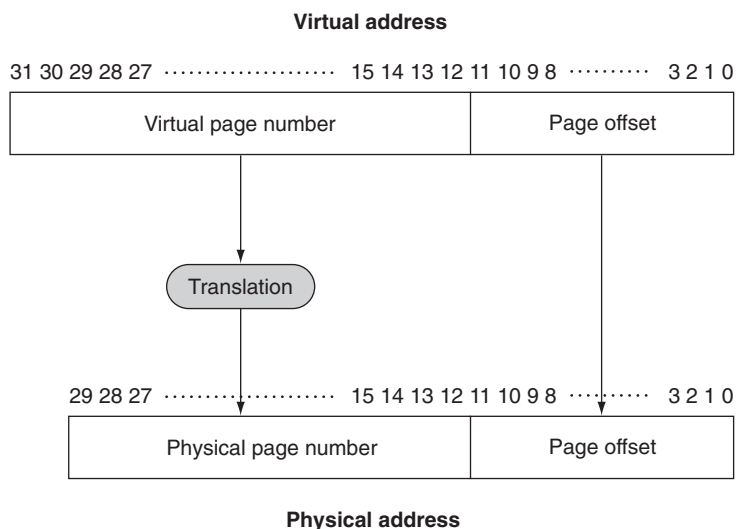 Virtual address
31 30 29 28 27 ····················· 15 14 13 12 11 10 9 8 ·········· 3 2 1 0
Virtual page number Page offset
Translation
29 28 27 ······················ 15 14 13 12 11 10 9 8 ·········· 3 2 1 0
Physical page number Page offset
Physical address